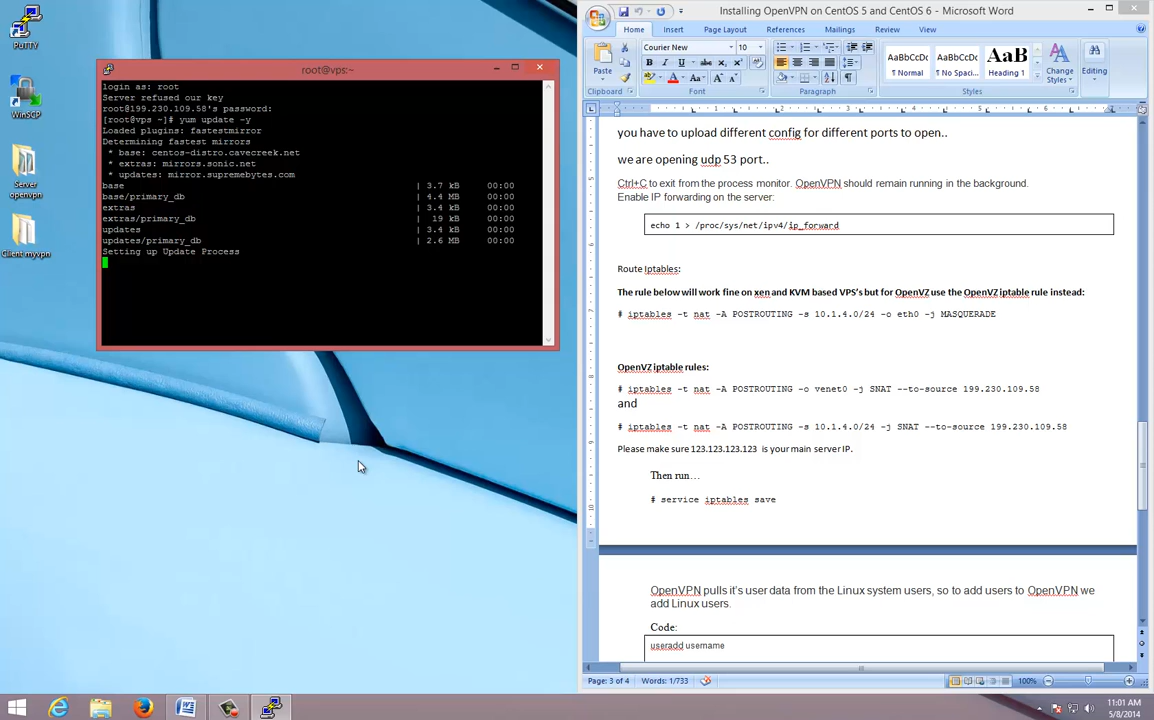 PuTTY
WinSCP
Server
openvpn
Client myvpn
root@vps:~
login as: root
Server refused our key
root@199.230.109.58's password:
[root@vps ~]# yum update -y
Loaded plugins: fastestmirror
Determining fastest mirrors
* base: centos-distro.cavecreek.net
* extras: mirrors.sonic.net
* updates: mirror.supremebytes.com
base | 3.7 kB 00:00
base/primary_db | 4.4 MB 00:00
extras | 3.4 kB 00:00
extras/primary_db | 19 kB 00:00
updates | 3.4 kB 00:00
updates/primary_db | 2.6 MB 00:00
Setting up Update Process
Installing OpenVPN on CentOS 5 and CentOS 6 - Microsoft Word
Home Insert Page Layout References Mailings Review View
Courier New 10
Paste
AaBbCcDc AaBbCcDc AaB
¶ Normal ¶ No Spaci... Heading 1
Change
Styles
Editing
Clipboard Font Paragraph Styles
you have to upload different config for different ports to open..
we are opening udp 53 port..
Ctrl+C to exit from the process monitor. OpenVPN should remain running in the background.
Enable IP forwarding on the server:
echo 1 > /proc/sys/net/ipv4/ip_forward
Route Iptables:
The rule below will work fine on xen and KVM based VPS's but for OpenVZ use the OpenVZ iptable rule instead:
# iptables -t nat -A POSTROUTING -s 10.1.4.0/24 -o eth0 -j MASQUERADE
OpenVZ iptable rules:
# iptables -t nat -A POSTROUTING -o venet0 -j SNAT --to-source 199.230.109.58
and
# iptables -t nat -A POSTROUTING -s 10.1.4.0/24 -j SNAT --to-source 199.230.109.58
Please make sure 123.123.123.123 is your main server IP.
Then run…
# service iptables save
OpenVPN pulls it's user data from the Linux system users, so to add users to OpenVPN we
add Linux users.
Code:
useradd username
Page: 3 of 4 Words: 1/733 100%
11:01 AM
5/8/2014